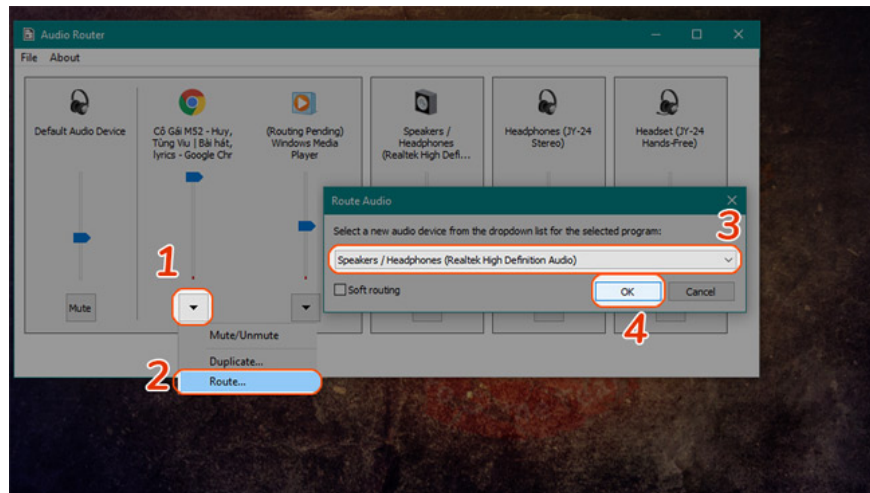 Audio Router
File About
Default Audio Device
Cô Gái M52 - Huy,
Tùng Viu | Bài hát,
lyrics - Google Chr
(Routing Pending)
Windows Media
Player
Speakers /
Headphones
(Realtek High Defi...
Headphones (JY-24
Stereo)
Headset (JY-24
Hands-Free)
Route Audio
3
Select a new audio device from the dropdown list for the selected program:
Speakers / Headphones (Realtek High Definition Audio)
1
Soft routing
OK
Cancel
Mute
4
Mute/Unmute
Duplicate...
2
Route...